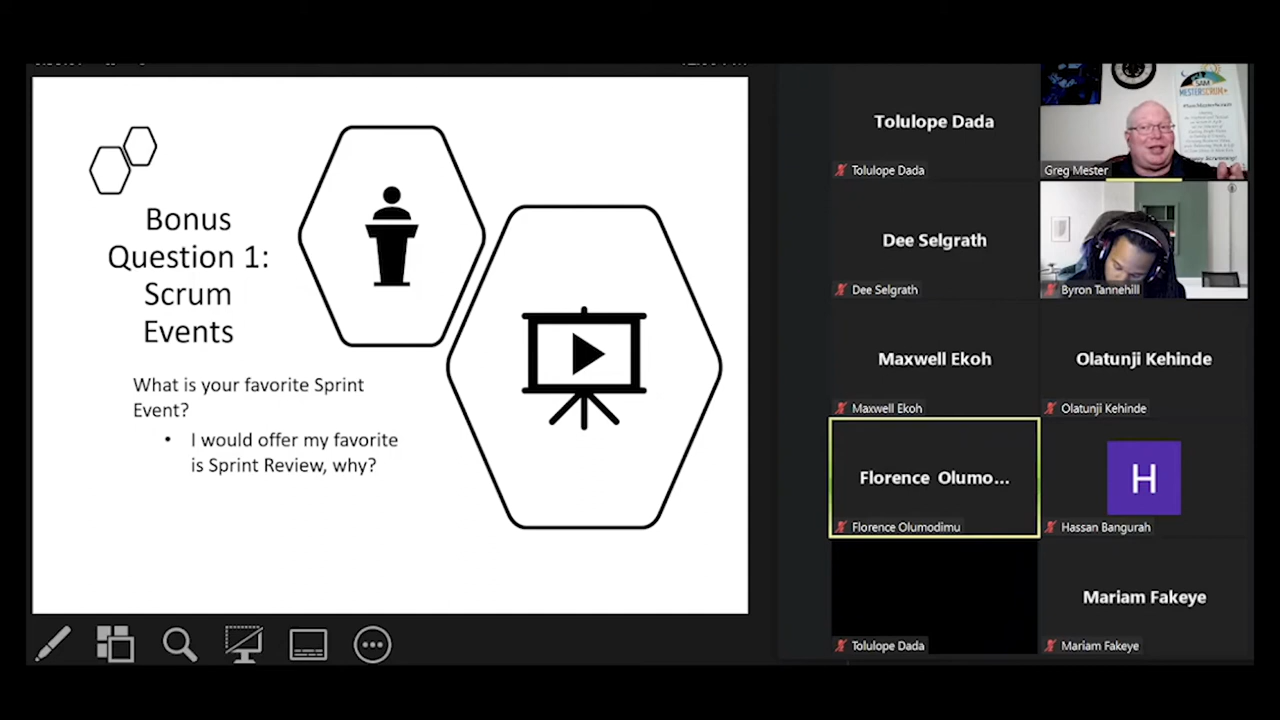 Bonus
Question 1:
Scrum
Events
What is your favorite Sprint
Event?
• I would offer my favorite
is Sprint Review, why?
Tolulope Dada
Tolulope Dada
SAM
MESTERSCRUM
Greg Mester
Dee Selgrath
Dee Selgrath
Byron Tannehill
Maxwell Ekoh
Maxwell Ekoh
Olatunji Kehinde
Olatunji Kehinde
Florence Olumo...
Florence Olumodimu
H
Hassan Bangurah
Tolulope Dada
Mariam Fakeye
Mariam Fakeye